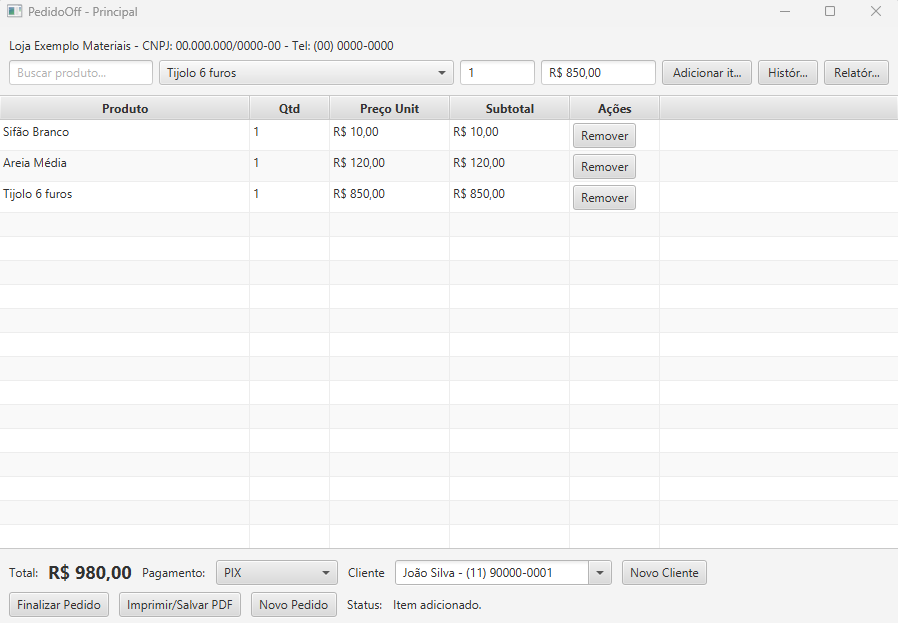 PedidoOff - Principal
Loja Exemplo Materiais - CNPJ: 00.000.000/0000-00 - Tel: (00) 0000-0000
Buscar produto... Tijolo 6 furos 1 R$ 850,00 Adicionar it... Histór... Relatór...
Produto Qtd Preço Unit Subtotal Ações
Sifão Branco 1 R$ 10,00 R$ 10,00 Remover
Areia Média 1 R$ 120,00 R$ 120,00 Remover
Tijolo 6 furos 1 R$ 850,00 R$ 850,00 Remover
Total: R$ 980,00 Pagamento: PIX Cliente João Silva - (11) 90000-0001 Novo Cliente
Finalizar Pedido Imprimir/Salvar PDF Novo Pedido Status: Item adicionado.